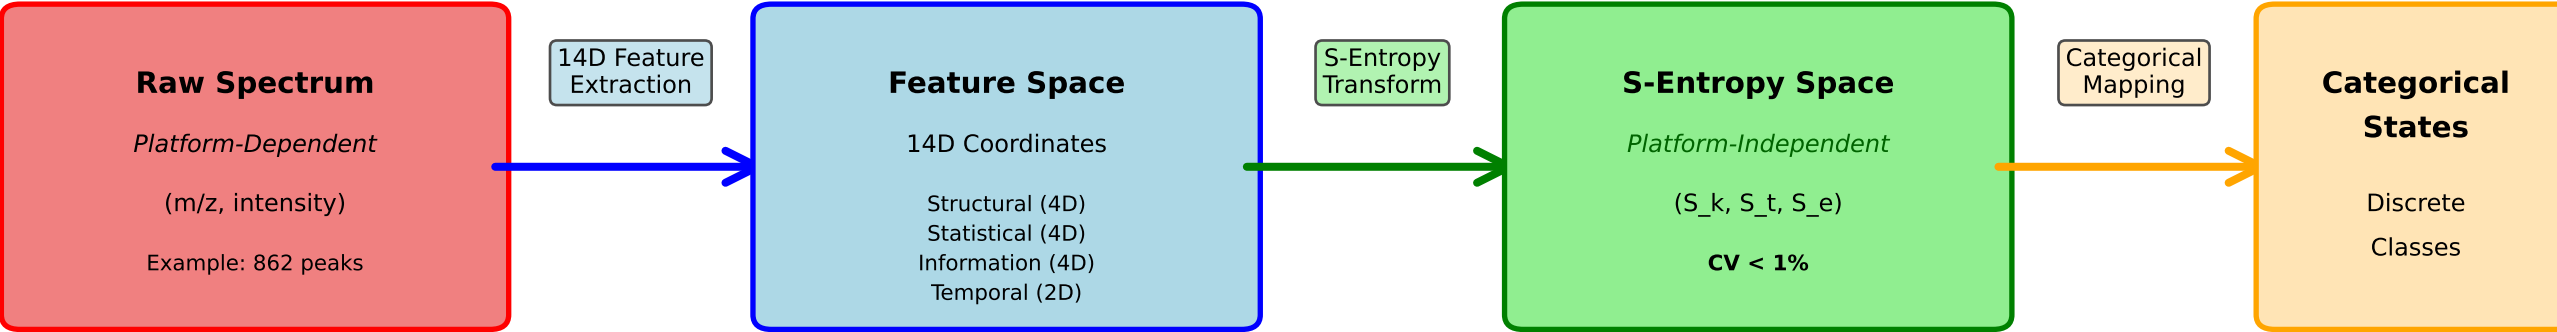 Raw Spectrum
Platform-Dependent
(m/z, intensity)
Example: 862 peaks
14D Feature
Extraction
Feature Space
14D Coordinates
Structural (4D)
Statistical (4D)
Information (4D)
Temporal (2D)
S-Entropy
Transform
S-Entropy Space
Platform-Independent
(S_k, S_t, S_e)
CV < 1%
Categorical
Mapping
Categorical
States
Discrete
Classes